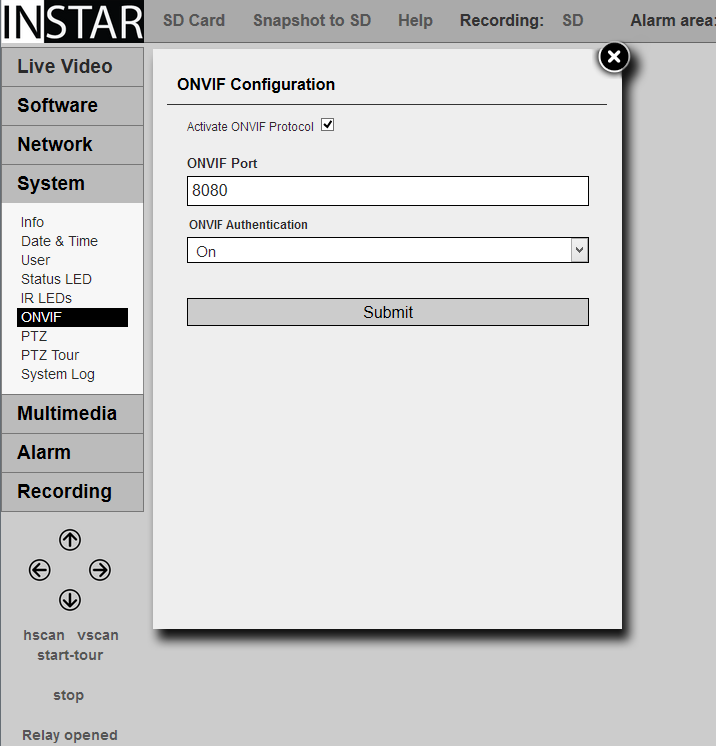 INSTAR
SD Card Snapshot to SD Help Recording: SD Alarm area:
Live Video
Software
Network
System
Info
Date & Time
User
Status LED
IR LEDs
ONVIF
PTZ
PTZ Tour
System Log
Multimedia
Alarm
Recording
hscan vscan
start-tour
stop
Relay opened
ONVIF Configuration
Activate ONVIF Protocol
ONVIF Port
8080
ONVIF Authentication
On
Submit